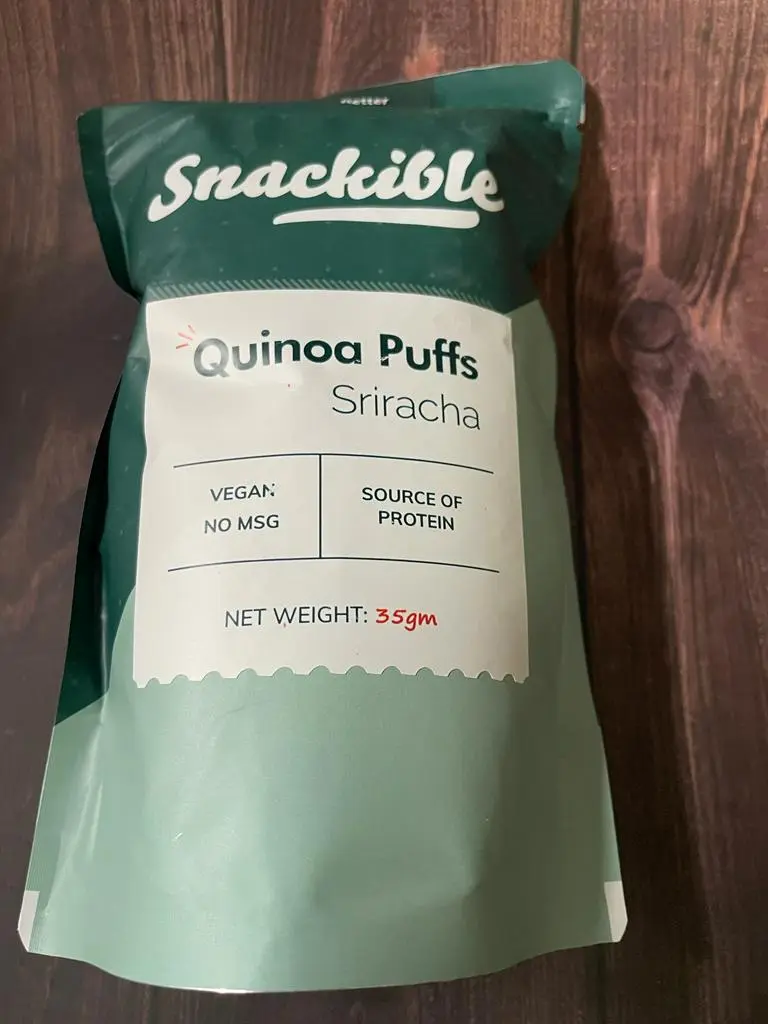 Snackible
Quinoa Puffs
Sriracha
VEGAN
NO MSG
SOURCE OF
PROTEIN
NET WEIGHT: 35gm